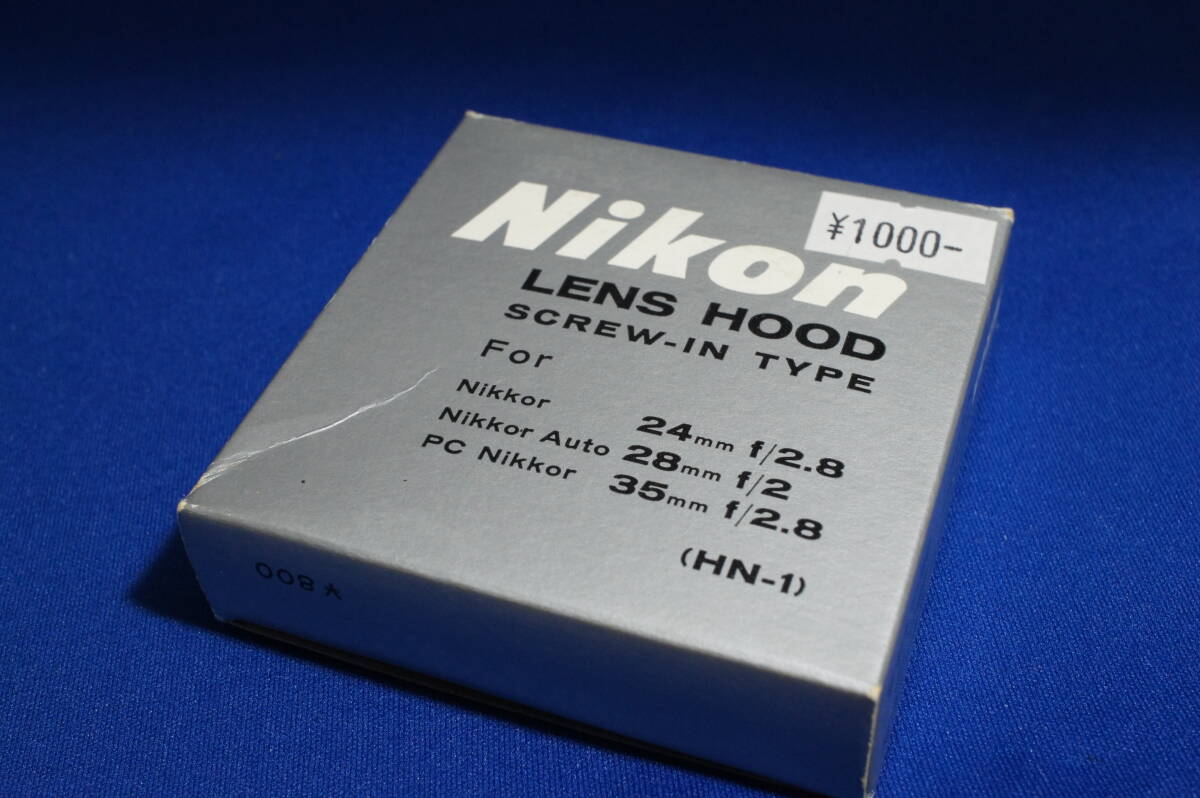 Nikon
¥1000-
LENS HOOD
SCREW-IN TYPE
For
Nikkor 24mm f/2.8
Nikkor Auto 28mm f/2
PC Nikkor 35mm f/2.8
(HN-1)
¥800